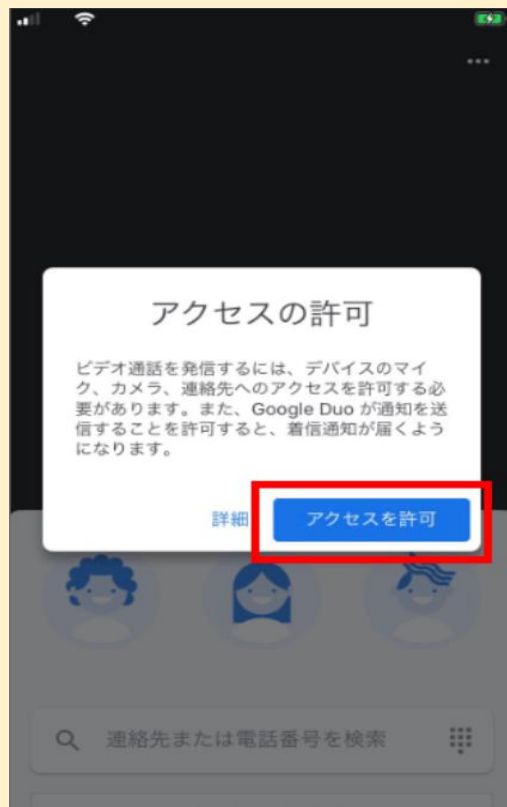 アクセスの許可
ビデオ通話を発信するには、デバイスのマイ
ク、カメラ、連絡先へのアクセスを許可する必
要があります。また、Google Duo が通知を送
信することを許可すると、着信通知が届くよう
になります。
詳細 アクセスを許可
連絡先または電話番号を検索